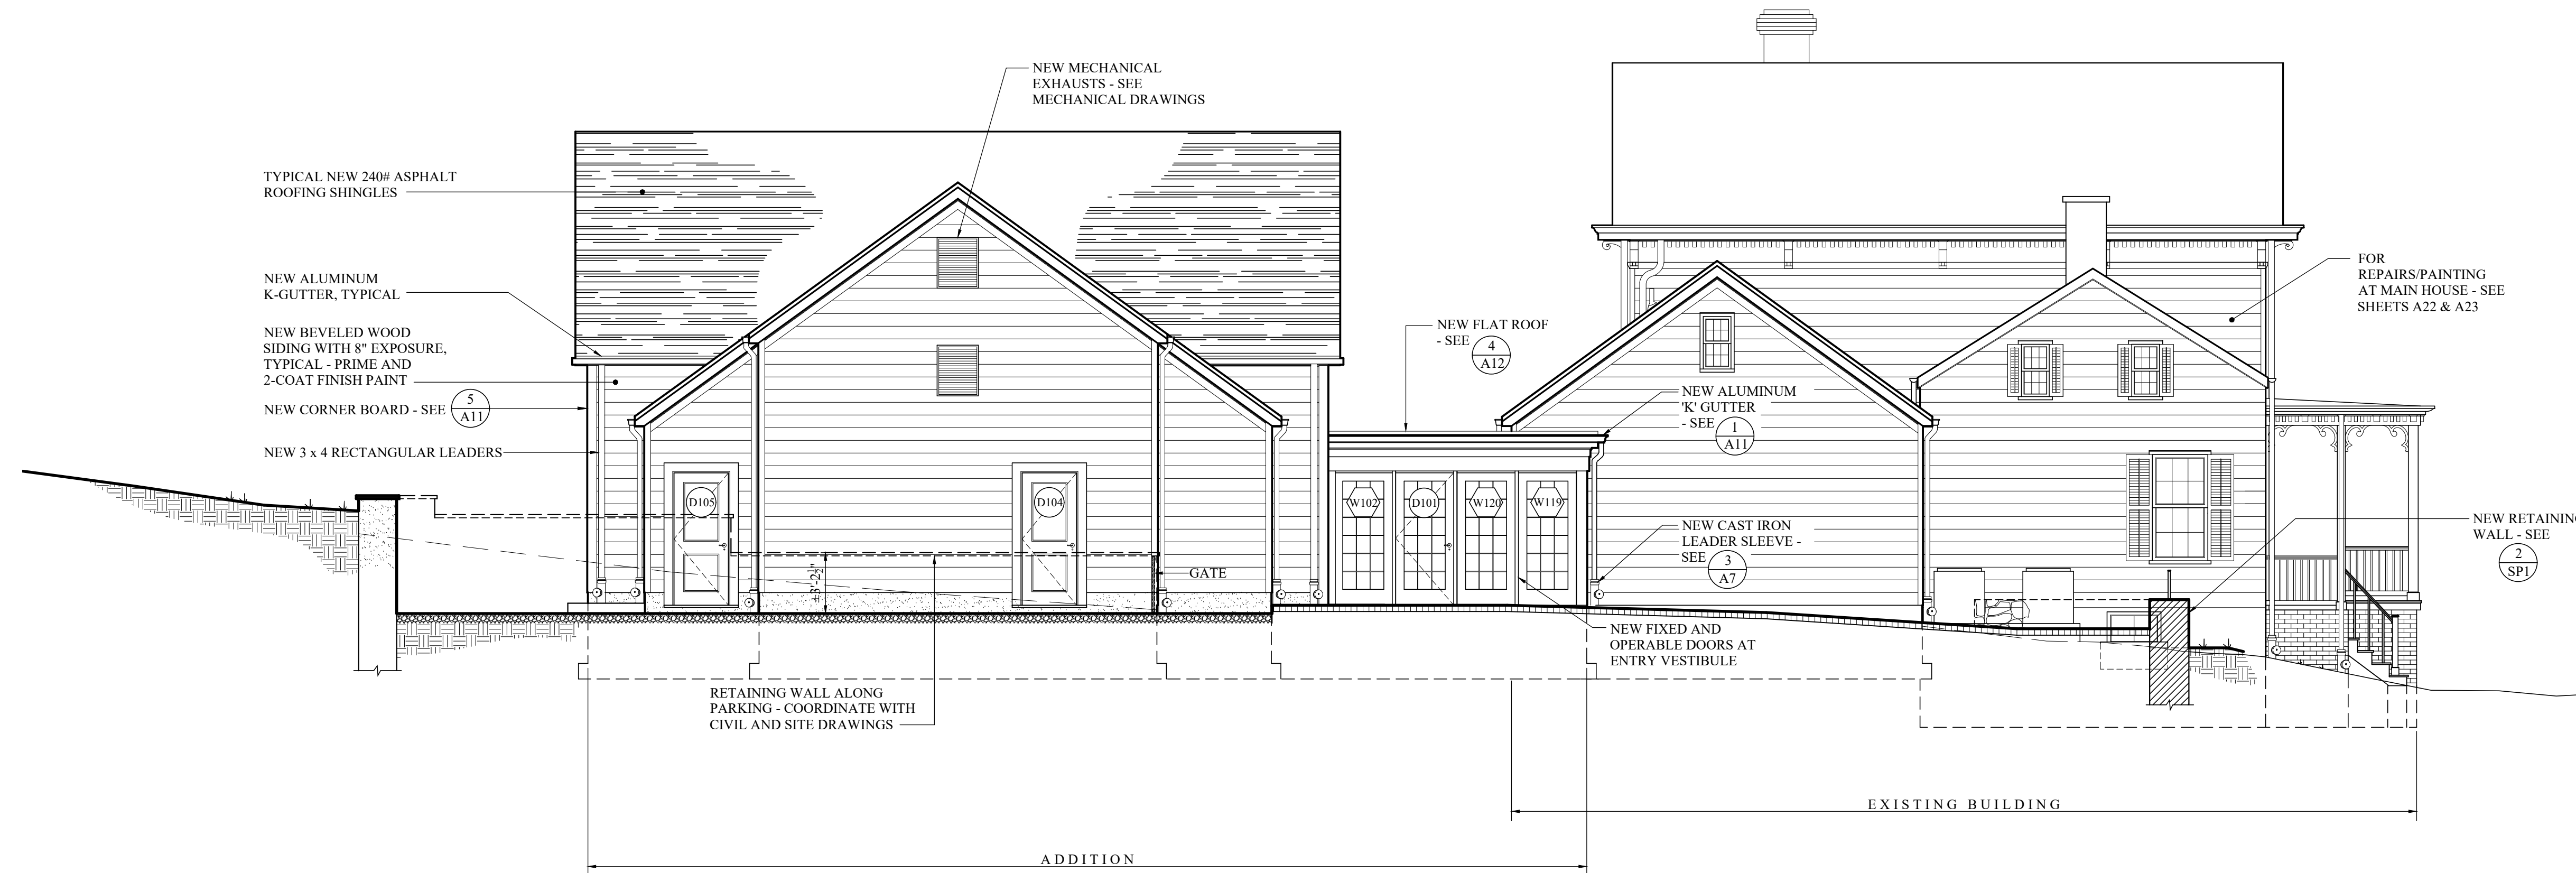 NEW MECHANICAL
EXHAUSTS - SEE
MECHANICAL DRAWINGS
TYPICAL NEW 240# ASPHALT
ROOFING SHINGLES
NEW ALUMINUM
K-GUTTER, TYPICAL
NEW BEVELED WOOD
SIDING WITH 8" EXPOSURE,
TYPICAL - PRIME AND
2-COAT FINISH PAINT
NEW CORNER BOARD - SEE
5
A11
NEW 3 x 4 RECTANGULAR LEADERS
D105
D104
±3'-2½"
GATE
RETAINING WALL ALONG
PARKING - COORDINATE WITH
CIVIL AND SITE DRAWINGS
NEW FLAT ROOF
- SEE
4
A12
W102
D101
W120
W119
NEW ALUMINUM
'K' GUTTER
- SEE
1
A11
NEW CAST IRON
LEADER SLEEVE -
SEE
3
A7
NEW FIXED AND
OPERABLE DOORS AT
ENTRY VESTIBULE
FOR
REPAIRS/PAINTING
AT MAIN HOUSE - SEE
SHEETS A22 & A23
NEW RETAINING
WALL - SEE
2
SP1
EXISTING BUILDING
ADDITION